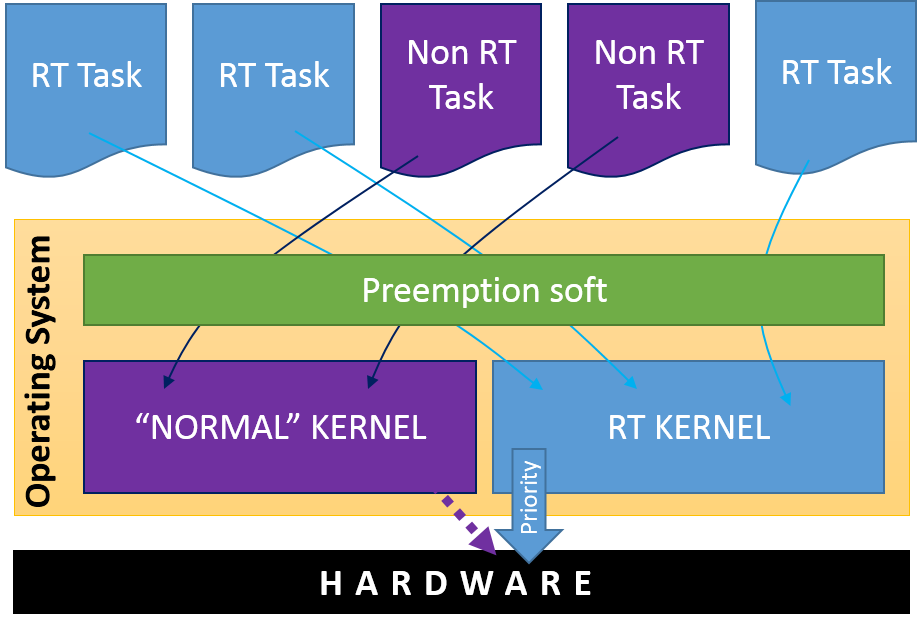 RT Task
RT Task
Non RT
Task
Non RT
Task
RT Task
Operating System
Preemption soft
“NORMAL” KERNEL
RT KERNEL
Priority
HARDWARE